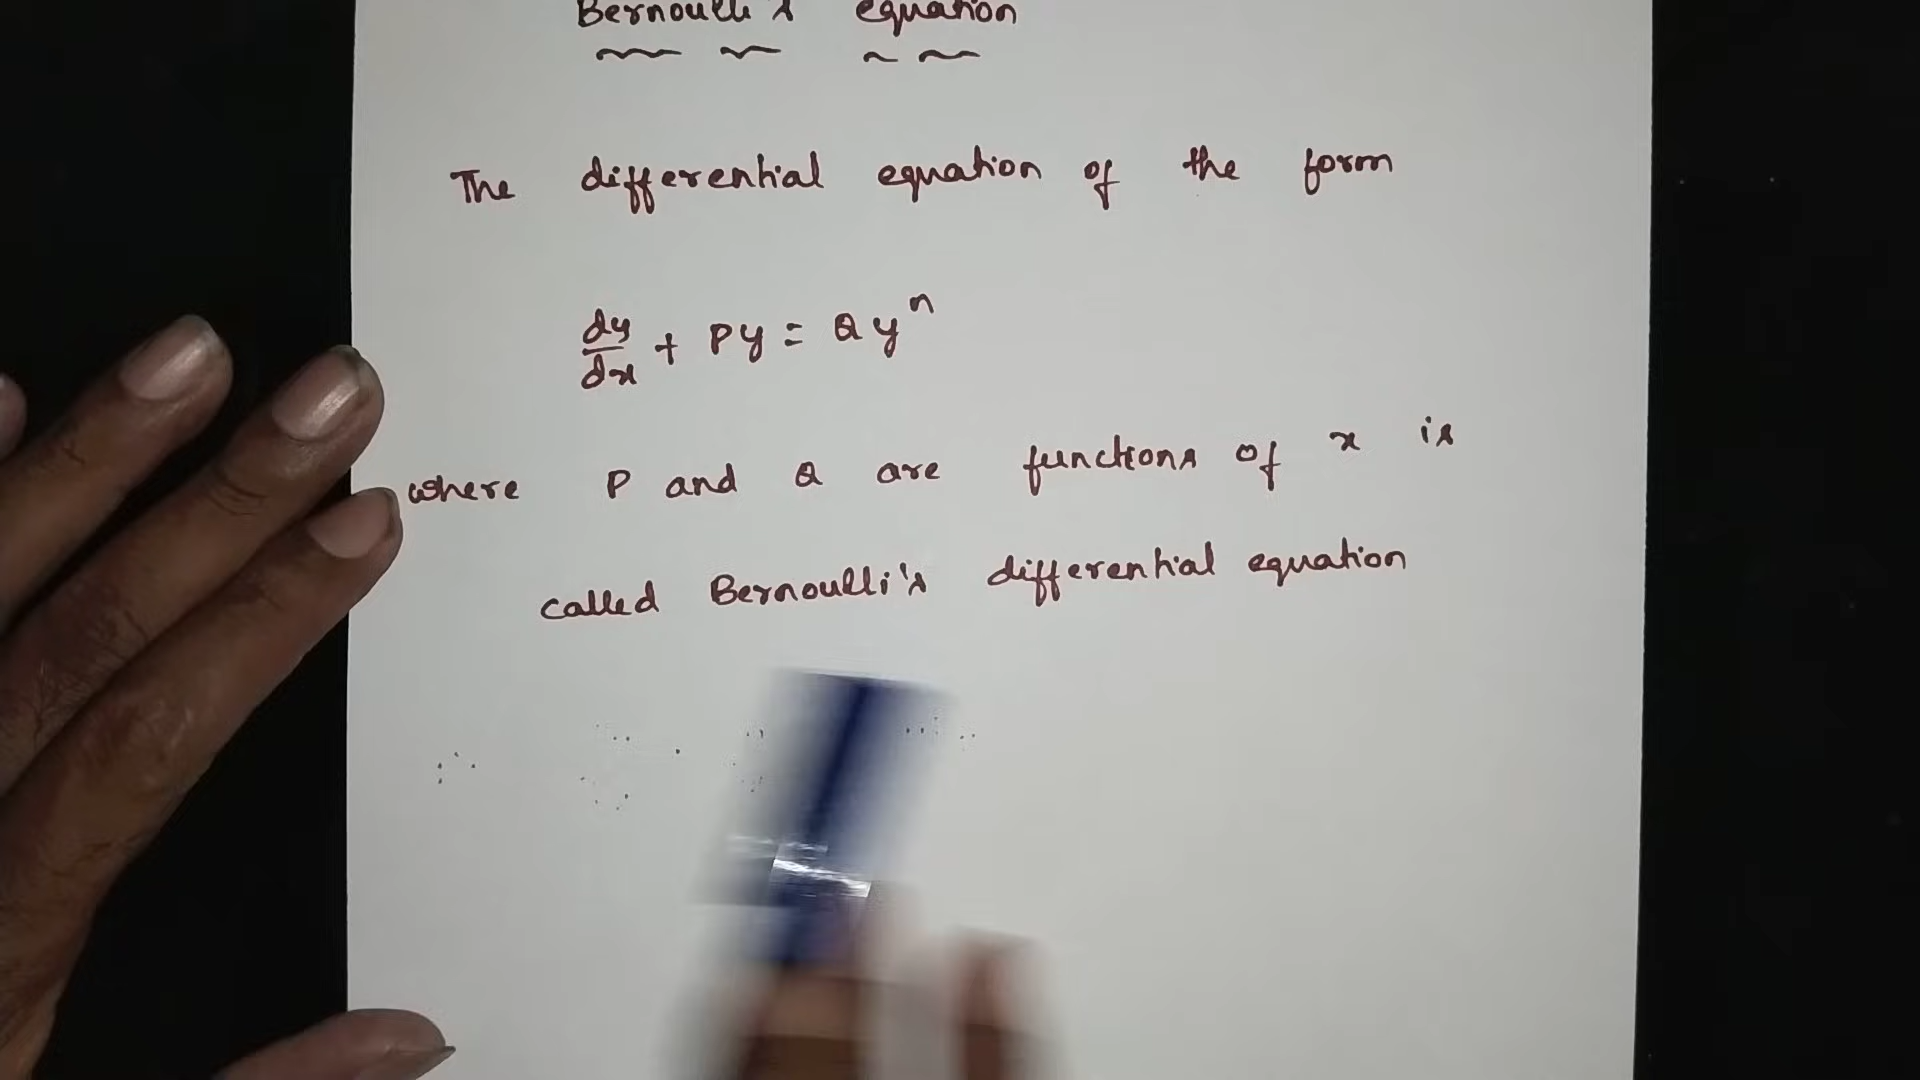 Bernoulli's equation
The differential equation of the form
dy/dx + Py = Qy^n
where P and Q are functions of x is
called Bernoulli's differential equation